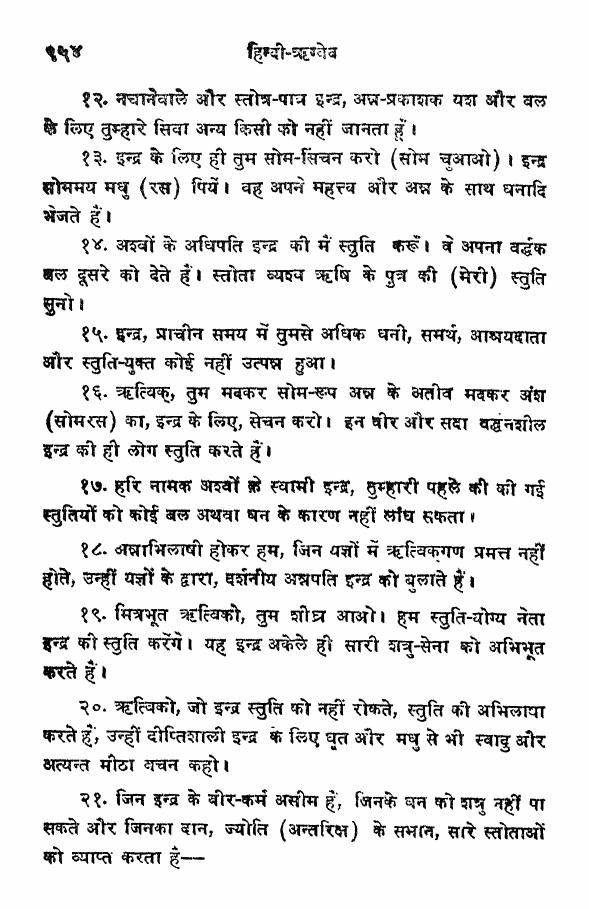 ९५४ हिन्दी-ऋग्वेद
१२. नचानेवाले और स्तोत्र-पात्र इन्द्र, अन्न-प्रकाशक यश और बल
के लिए तुम्हारे सिवा अन्य किसी को नहीं जानता हूँ।
१३. इन्द्र के लिए ही तुम सोम-सिंचन करो (सोम चुआओ)। इन्द्र
सोममय मधु (रस) पियें। वह अपने महत्त्व और अन्न के साथ धनादि
भेजते हैं।
१४. अश्वों के अधिपति इन्द्र की मैं स्तुति करूँ। वे अपना वर्द्धक
बल दूसरे को देते हैं। स्तोता व्यश्व ऋषि के पुत्र की (मेरी) स्तुति
सुनो।
१५. इन्द्र, प्राचीन समय में तुमसे अधिक धनी, समर्थ, आश्रयदाता
और स्तुति-युक्त कोई नहीं उत्पन्न हुआ।
१६. ऋत्विक्, तुम मदकर सोम-रूप अन्न के अतीव मदकर अंश
(सोमरस) का, इन्द्र के लिए, सेचन करो। इन वीर और सदा वर्द्धनशील
इन्द्र की ही लोग स्तुति करते हैं।
१७. हरि नामक अश्वों के स्वामी इन्द्र, तुम्हारी पहले की की गई
स्तुतियों को कोई बल अथवा धन के कारण नहीं लाँघ सकता।
१८. अन्नाभिलाषी होकर हम, जिन यज्ञों में ऋत्विक्गण प्रमत्त नहीं
होते, उन्हीं यज्ञों के द्वारा, दर्शनीय अन्नपति इन्द्र को बुलाते हैं।
१९. मित्रभूत ऋत्विको, तुम शीघ्र आओ। हम स्तुति-योग्य नेता
इन्द्र की स्तुति करेंगे। यह इन्द्र अकेले ही सारी शत्रु-सेना को अभिभूत
करते हैं।
२०. ऋत्विको, जो इन्द्र स्तुति को नहीं रोकते, स्तुति की अभिलाषा
करते हैं, उन्हीं दीप्तिशाली इन्द्र के लिए घृत और मधु से भी स्वादु और
अत्यन्त मीठा वचन कहो।
२१. जिन इन्द्र के वीर-कर्म असीम हैं, जिनके धन को शत्रु नहीं पा
सकते और जिनका दान, ज्योति (अन्तरिक्ष) के समान, सारे स्तोताओं
को व्याप्त करता है--